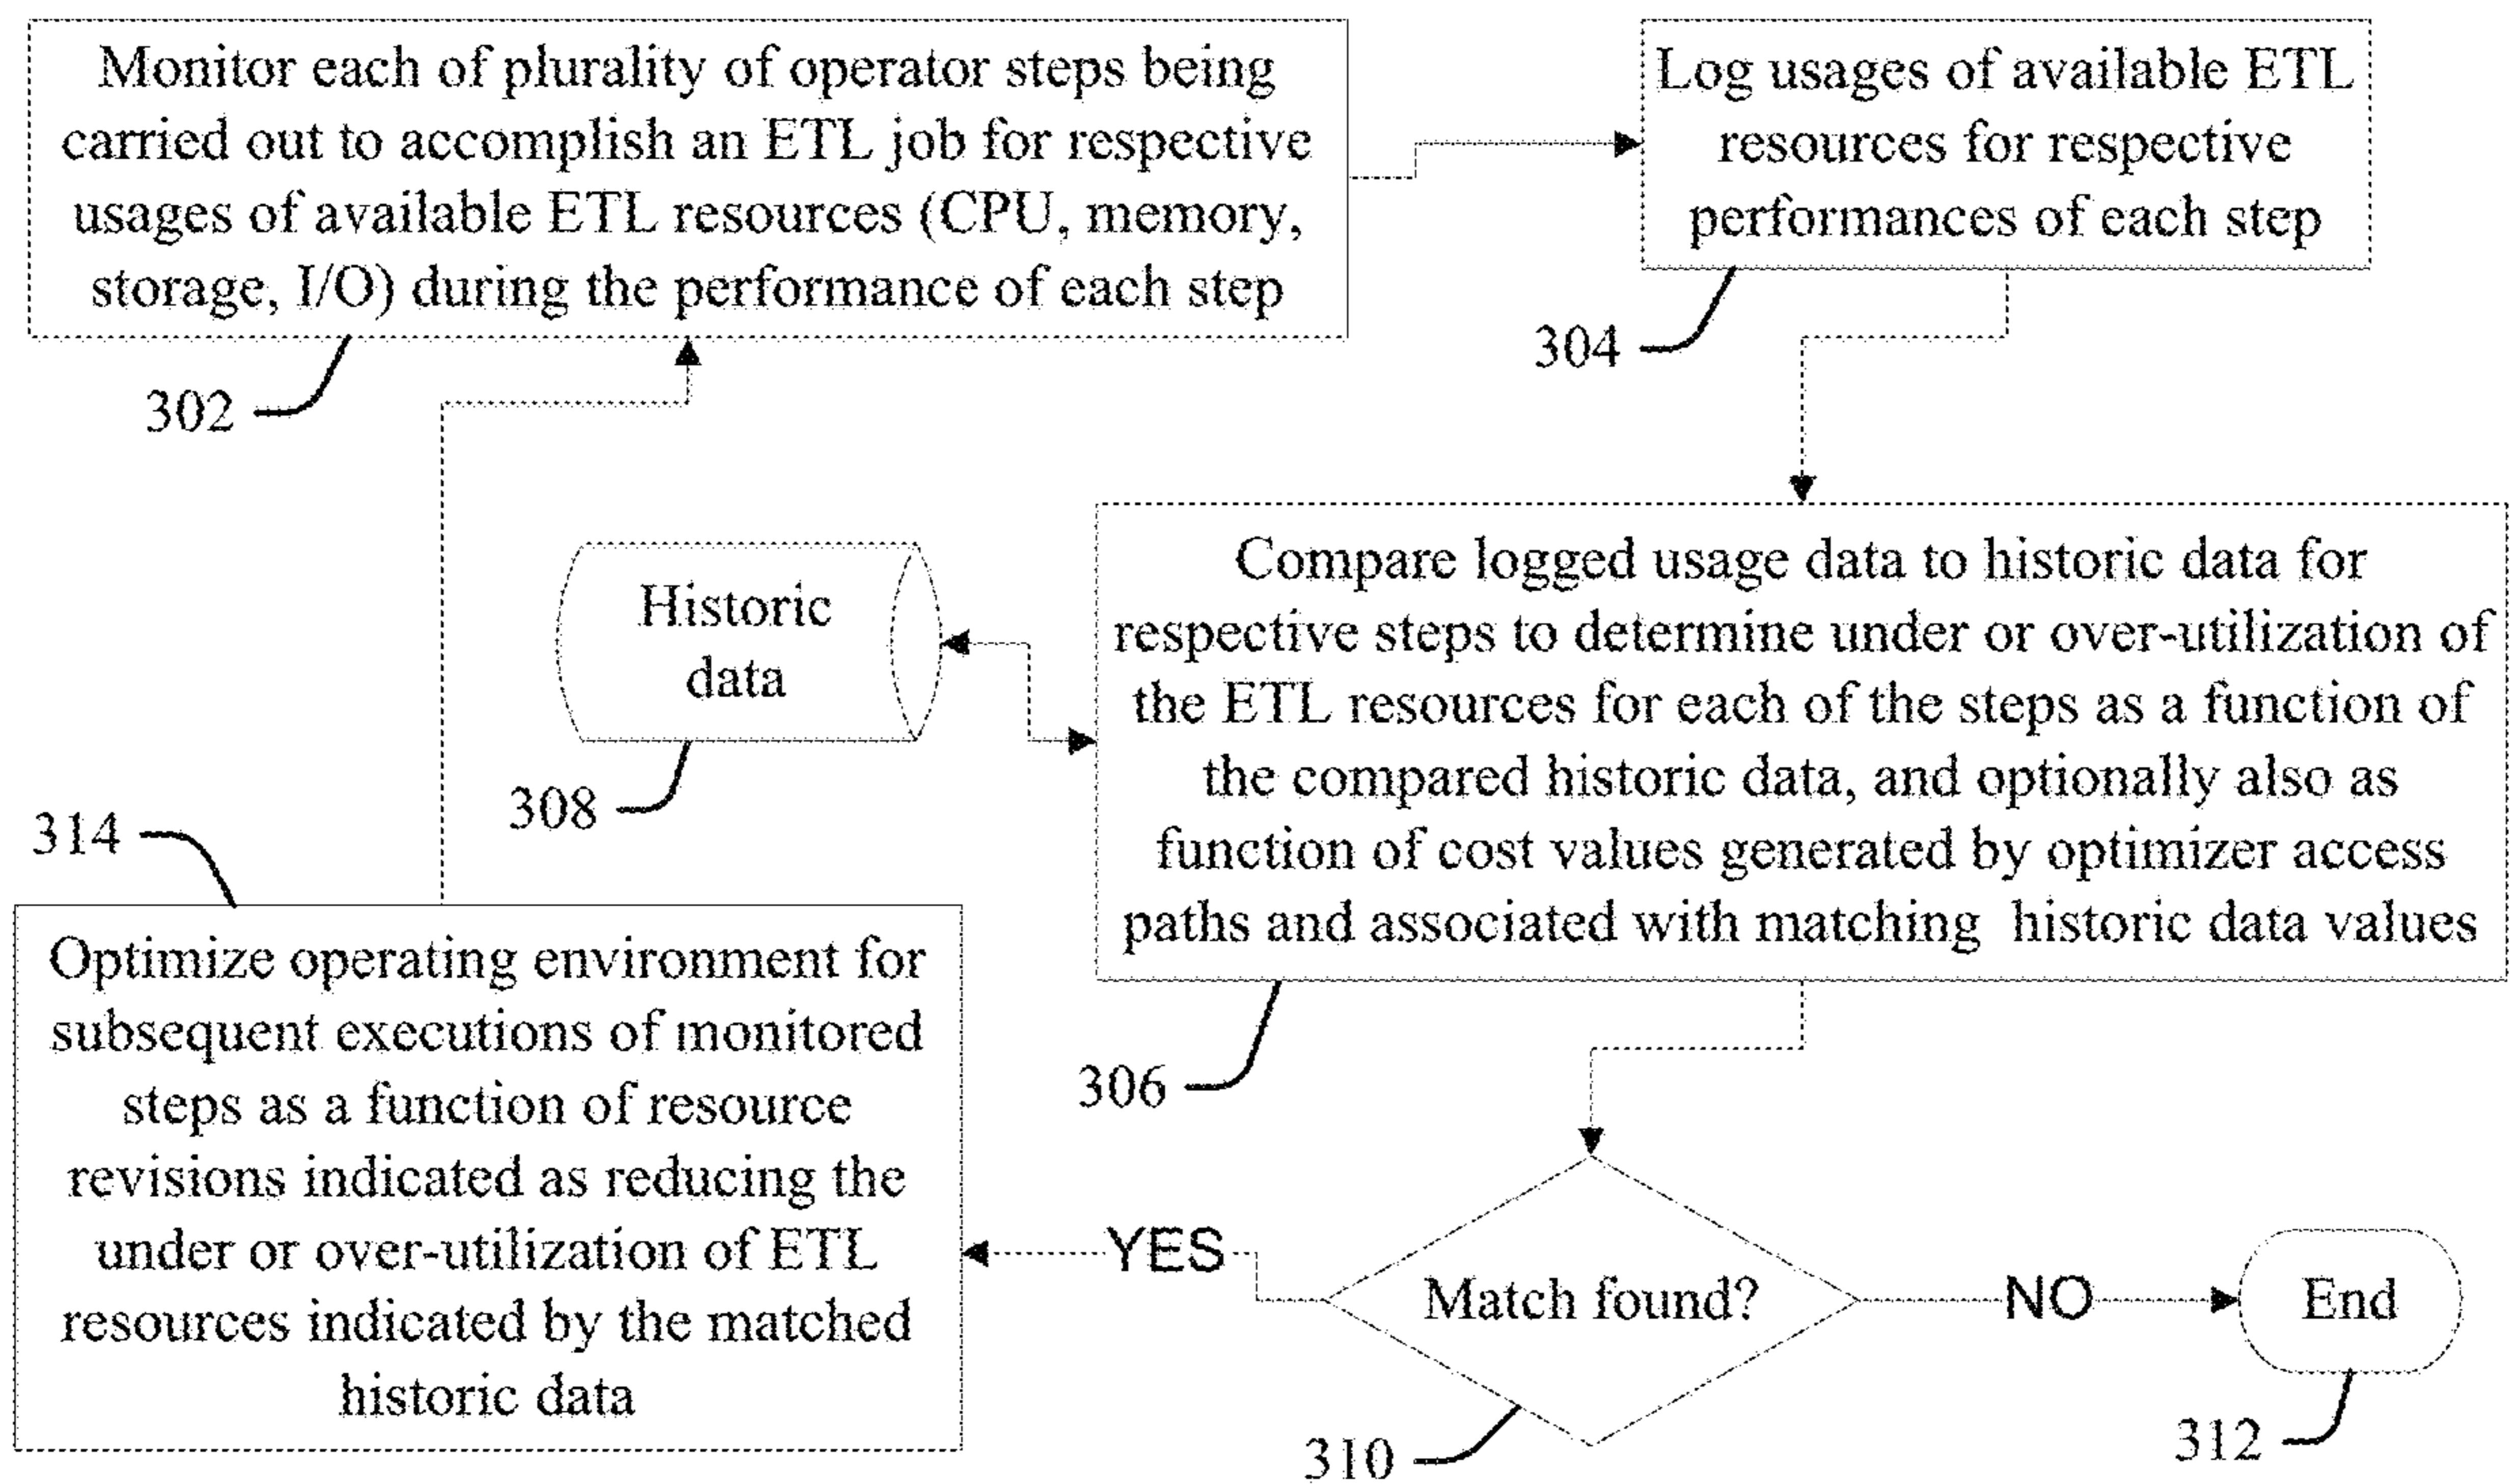 Monitor each of plurality of operator steps being
carried out to accomplish an ETL job for respective
usages of available ETL resources (CPU, memory,
storage, I/O) during the performance of each step
302
Log usages of available ETL
resources for respective
performances of each step
304
Historic
data
308
Compare logged usage data to historic data for
respective steps to determine under or over-utilization of
the ETL resources for each of the steps as a function of
the compared historic data, and optionally also as
function of cost values generated by optimizer access
paths and associated with matching historic data values
306
314
Optimize operating environment for
subsequent executions of monitored
steps as a function of resource
revisions indicated as reducing the
under or over-utilization of ETL
resources indicated by the matched
historic data
YES
Match found?
310
NO
End
312